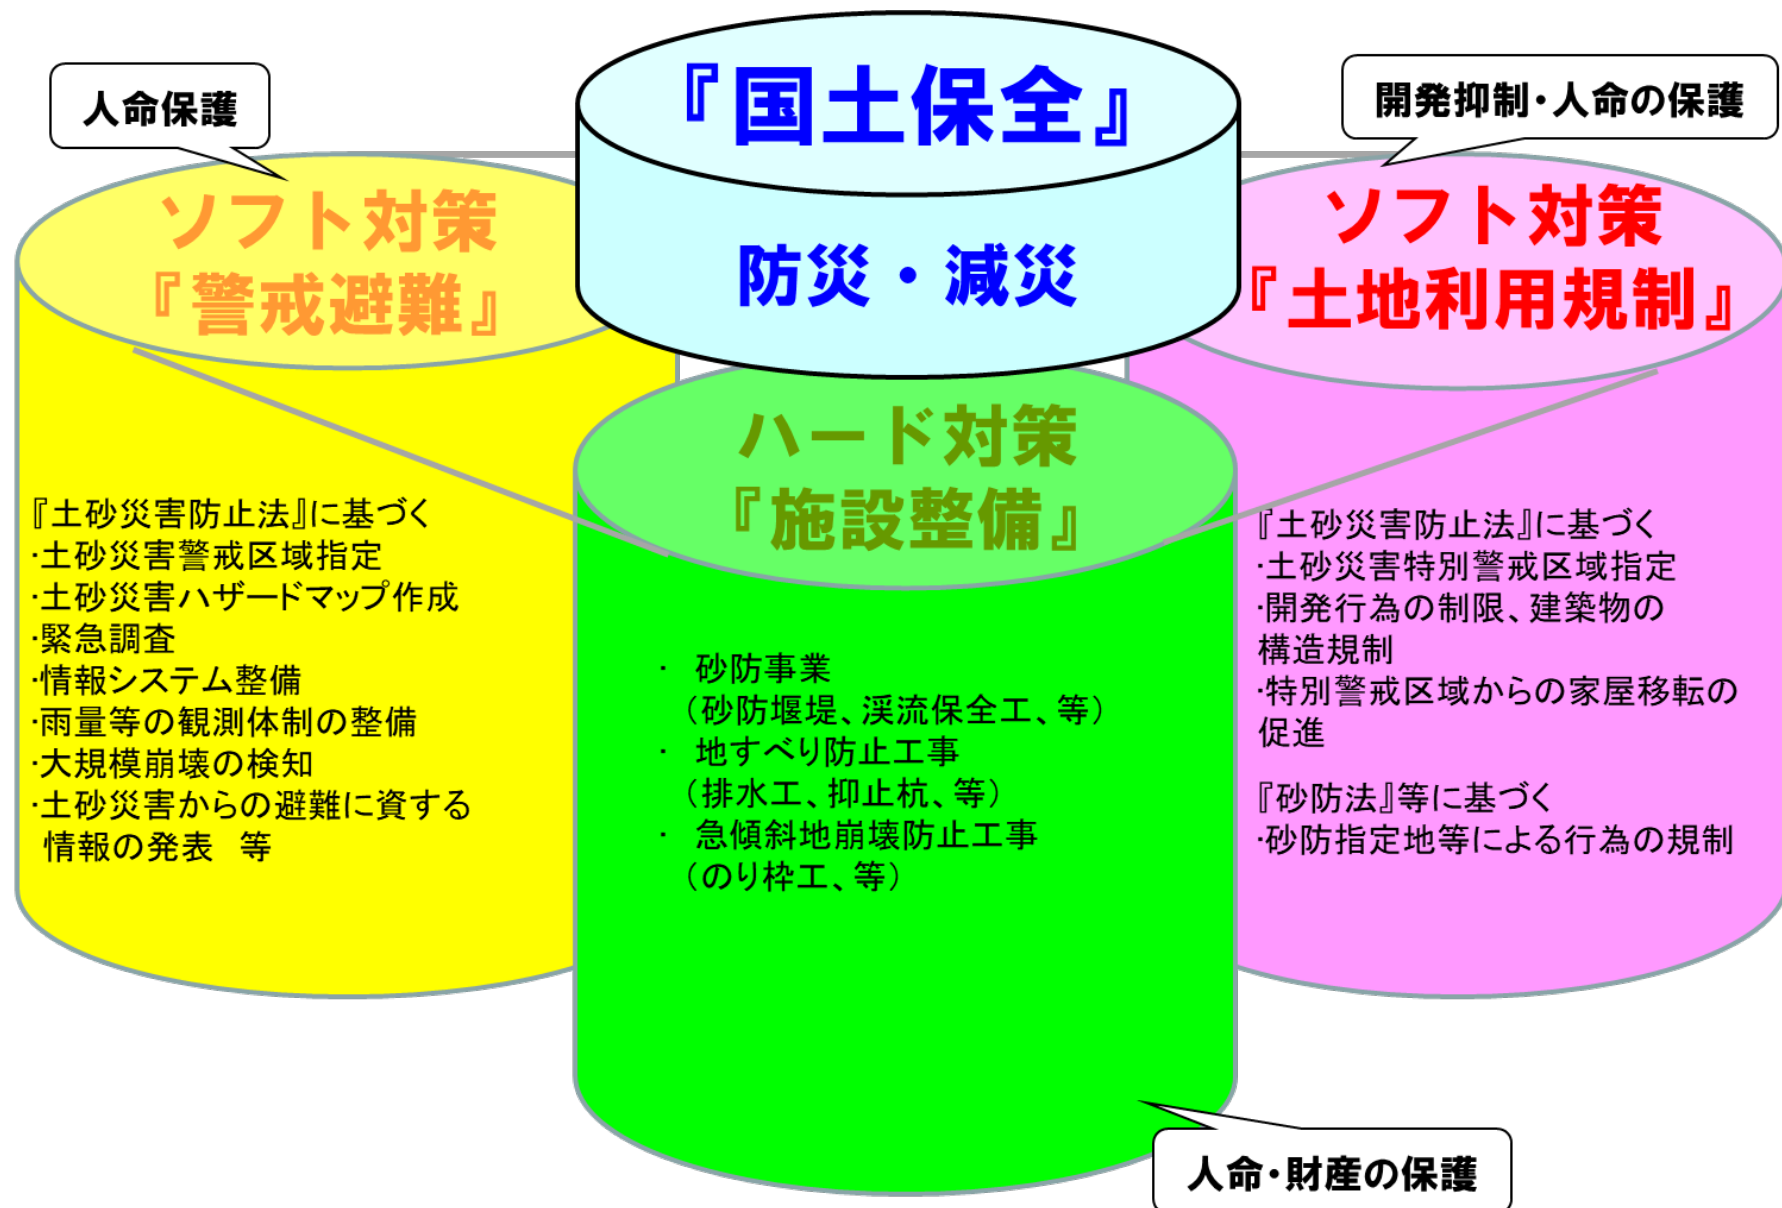 『国土保全』
防災・減災
人命保護
ソフト対策
『警戒避難』
『土砂災害防止法』に基づく
・土砂災害警戒区域指定
・土砂災害ハザードマップ作成
・緊急調査
・情報システム整備
・雨量等の観測体制の整備
・大規模崩壊の検知
・土砂災害からの避難に資する
情報の発表　等
ハード対策
『施設整備』
・　砂防事業
（砂防堰堤、渓流保全工、等）
・　地すべり防止工事
（排水工、抑止杭、等）
・　急傾斜地崩壊防止工事
（のり枠工、等）
人命・財産の保護
開発抑制・人命の保護
ソフト対策
『土地利用規制』
『土砂災害防止法』に基づく
・土砂災害特別警戒区域指定
・開発行為の制限、建築物の
構造規制
・特別警戒区域からの家屋移転の
促進
『砂防法』等に基づく
・砂防指定地等による行為の規制